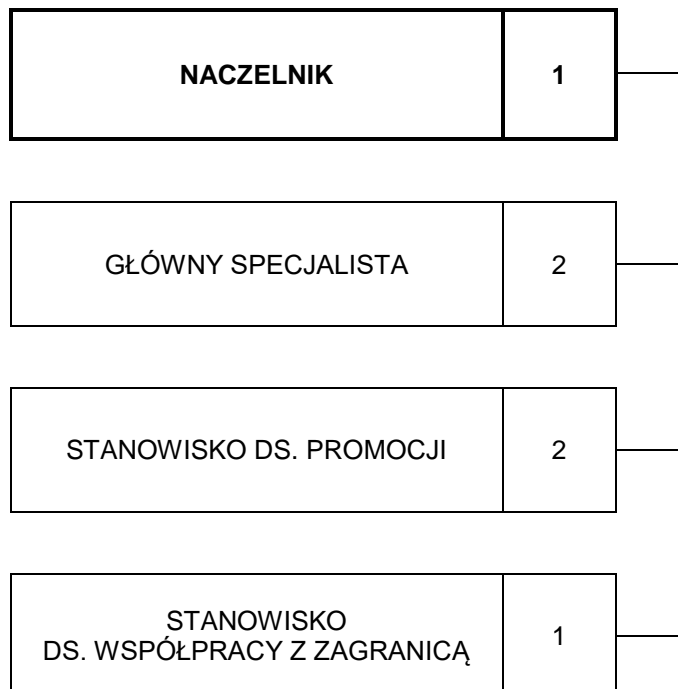 NACZELNIK 1
GŁÓWNY SPECJALISTA 2
STANOWISKO DS. PROMOCJI 2
STANOWISKO
DS. WSPÓŁPRACY Z ZAGRANICĄ 1